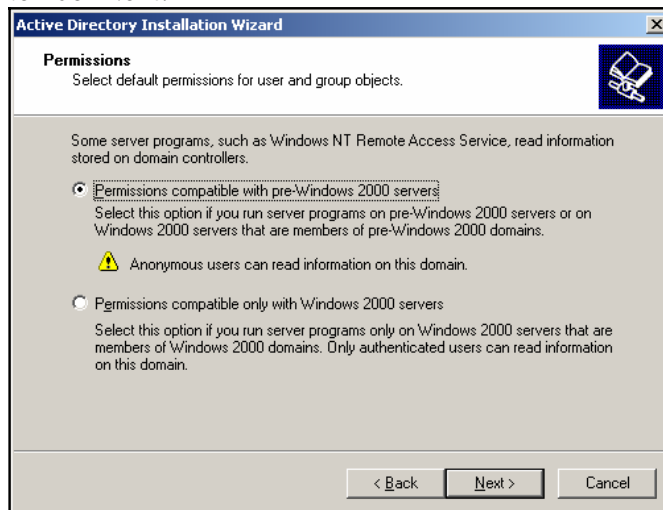 Active Directory Installation Wizard
Permissions
Select default permissions for user and group objects.
Some server programs, such as Windows NT Remote Access Service, read information
stored on domain controllers.
Permissions compatible with pre-Windows 2000 servers
Select this option if you run server programs on pre-Windows 2000 servers or on
Windows 2000 servers that are members of pre-Windows 2000 domains.
Anonymous users can read information on this domain.
Permissions compatible only with Windows 2000 servers
Select this option if you run server programs only on Windows 2000 servers that are
members of Windows 2000 domains. Only authenticated users can read information
on this domain.
< Back Next > Cancel